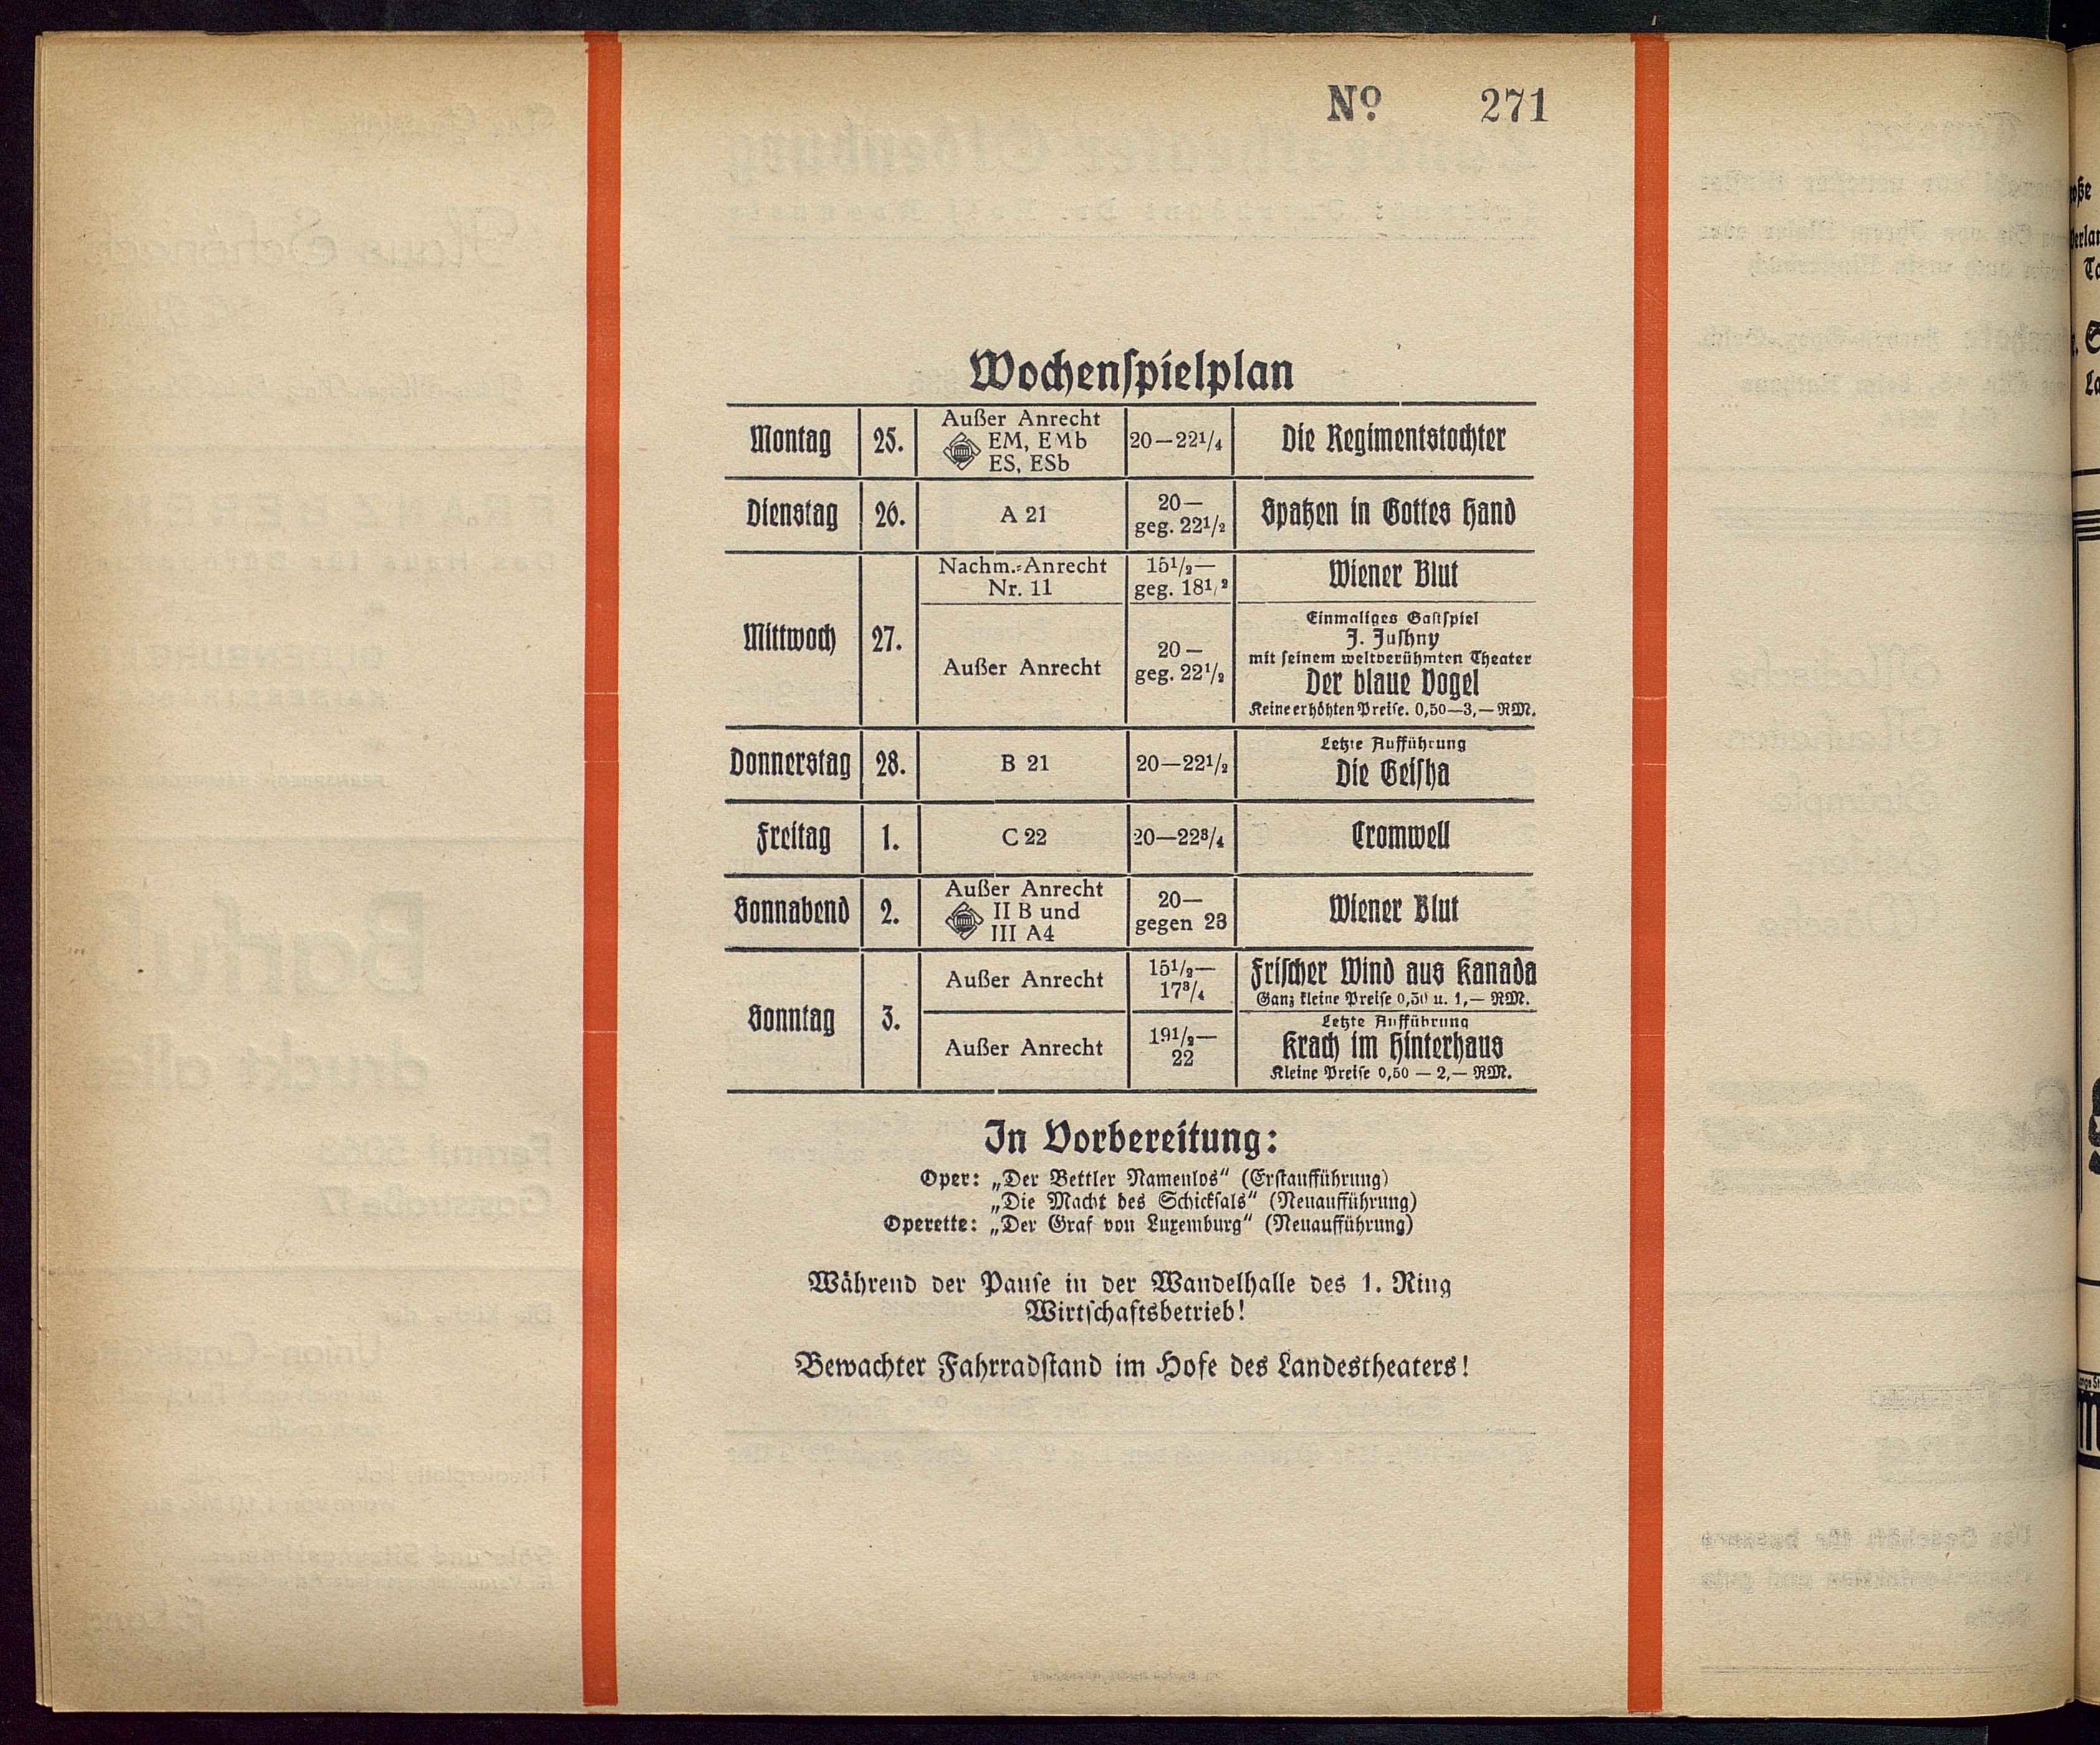 Nº 271
Wochenspielplan
Montag 25. Außer Anrecht EM, EMb ES, ESb 20—22¹/₄ Die Regimentstochter
Dienstag 26. A 21 20— geg. 22¹/₂ Spatzen in Gottes Hand
Mittwoch 27. Nachm.-Anrecht Nr. 11 15¹/₂— geg. 18¹/₂ Wiener Blut
Außer Anrecht 20— geg. 22¹/₂ Einmaliges Gastspiel
J. Jushny
mit seinem weltberühmten Theater
Der blaue Vogel
Keine erhöhten Preise. 0,50—3,— RM.
Donnerstag 28. B 21 20—22¹/₂ Letzte Aufführung
Die Geisha
Freitag 1. C 22 20—22³/₄ Cromwell
Sonnabend 2. Außer Anrecht II B und III A4 20— gegen 23 Wiener Blut
Sonntag 3. Außer Anrecht 15¹/₂— 17³/₄ Frischer Wind aus Kanada
Ganz kleine Preise 0,50 u. 1,— RM.
Außer Anrecht 19¹/₂— 22 Letzte Aufführung
Krach im Hinterhaus
Kleine Preise 0,50 — 2,— RM.
In Vorbereitung:
Oper: „Der Bettler Namenlos“ (Erstaufführung)
„Die Macht des Schicksals“ (Neuaufführung)
Operette: „Der Graf von Luxemburg“ (Neuaufführung)
Während der Pause in der Wandelhalle des 1. Ring
Wirtschaftsbetrieb!
Bewachter Fahrradstand im Hofe des Landestheaters!